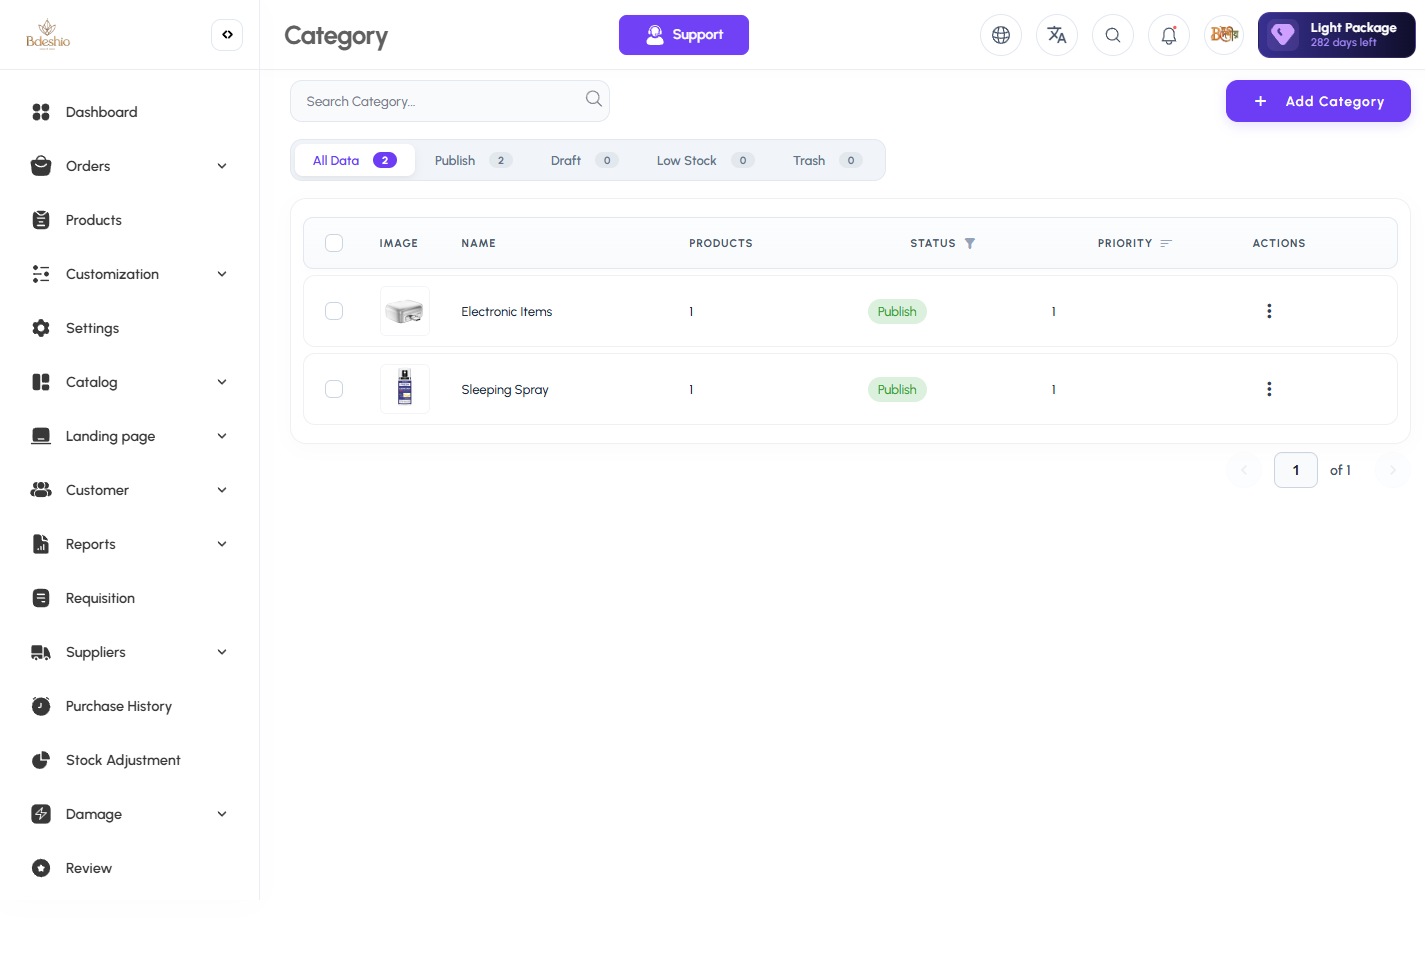 Bdeshio
Category
Support
Light Package
282 days left
Dashboard
Orders
Products
Customization
Settings
Catalog
Landing page
Customer
Reports
Requisition
Suppliers
Purchase History
Stock Adjustment
Damage
Review
Search Category...
+ Add Category
All Data 2 Publish 2 Draft 0 Low Stock 0 Trash 0
IMAGE NAME PRODUCTS STATUS PRIORITY ACTIONS
Electronic Items 1 Publish 1
Sleeping Spray 1 Publish 1
1 of 1